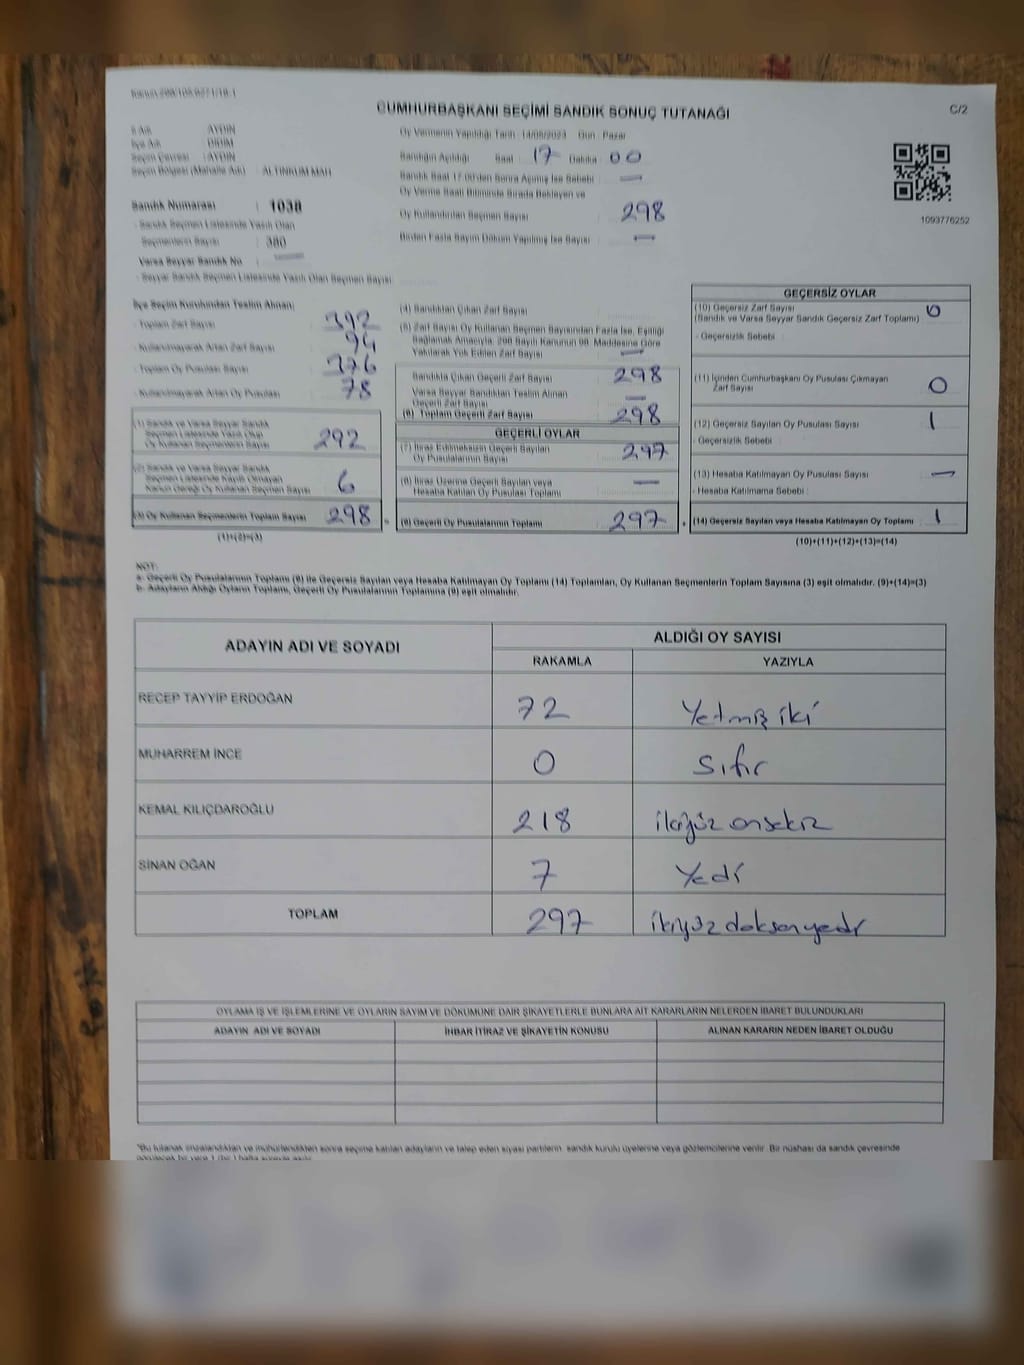 C/2
CUMHURBAŞKANI SEÇİMİ SANDIK SONUÇ TUTANAĞI
İl Adı : AYDIN
İlçe Adı : DİDİM
Seçim Çevresi : AYDIN
Seçim Bölgesi (Mahalle Adı) : ALTINKUM MAH
Sandık Numarası : 1038
- Sandık Seçmen Listesinde Yazılı Olan
Seçmenlerin Sayısı : 380
Varsa Seyyar Sandık No : —
- Seyyar Sandık Seçmen Listesinde Yazılı Olan Seçmen Sayısı :
Oy Vermenin Yapıldığı Tarih : 14/05/2023 Gün : Pazar
Sandığın Açıldığı Saat : 17 Dakika : 00
Sandık Saat 17:00'den Sonra Açılmış İse Sebebi : —
Oy Verme Saati Bitiminde Sırada Bekleyen ve
Oy Kullandırılan Seçmen Sayısı : 298
Birden Fazla Sayım Döküm Yapılmış İse Sayısı : —
1093776252
İlçe Seçim Kurulundan Teslim Alınan;
- Toplam Zarf Sayısı : 392
- Kullanılmayarak Artan Zarf Sayısı : 94
- Toplam Oy Pusulası Sayısı : 376
- Kullanılmayarak Artan Oy Pusulası : 78
(1) Sandık ve Varsa Seyyar Sandık
Seçmen Listesinde Yazılı Olup
Oy Kullanan Seçmenlerin Sayısı : 292
(2) Sandık ve Varsa Seyyar Sandık
Seçmen Listesinde Kayıtlı Olmayan
Kanun Gereği Oy Kullanan Seçmen Sayısı : 6
(3) Oy Kullanan Seçmenlerin Toplam Sayısı : 298
(1)+(2)=(3)
(4) Sandıktan Çıkan Zarf Sayısı :
(5) Zarf Sayısı Oy Kullanan Seçmen Sayısından Fazla İse, Eşitliği
Sağlamak Amacıyla, 298 Sayılı Kanunun 98. Maddesine Göre
Yakılarak Yok Edilen Zarf Sayısı : —
Sandıkta Çıkan Geçerli Zarf Sayısı : 298
Varsa Seyyar Sandıktan Teslim Alınan
Geçerli Zarf Sayısı : —
(6) Toplam Geçerli Zarf Sayısı : 298
GEÇERLİ OYLAR
(7) İtiraz Edilmeksizin Geçerli Sayılan
Oy Pusulalarının Sayısı : 297
(8) İtiraz Üzerine Geçerli Sayılan veya
Hesaba Katılan Oy Pusulası Toplamı : —
(9) Geçerli Oy Pusulalarının Toplamı : 297
GEÇERSİZ OYLAR
(10) Geçersiz Zarf Sayısı : 0
(Sandık ve Varsa Seyyar Sandık Geçersiz Zarf Toplamı)
- Geçersizlik Sebebi :
(11) İçinden Cumhurbaşkanı Oy Pusulası Çıkmayan
Zarf Sayısı : 0
(12) Geçersiz Sayılan Oy Pusulası Sayısı : 1
- Geçersizlik Sebebi :
(13) Hesaba Katılmayan Oy Pusulası Sayısı : —
- Hesaba Katılmama Sebebi :
(14) Geçersiz Sayılan veya Hesaba Katılmayan Oy Toplamı : 1
(10)+(11)+(12)+(13)=(14)
NOT:
a- Geçerli Oy Pusulalarının Toplamı (9) ile Geçersiz Sayılan veya Hesaba Katılmayan Oy Toplamı (14) Toplamları, Oy Kullanan Seçmenlerin Toplam Sayısına (3) eşit olmalıdır. (9)+(14)=(3)
b- Adayların Aldığı Oyların Toplamı, Geçerli Oy Pusulalarının Toplamına (9) eşit olmalıdır.
ADAYIN ADI VE SOYADI ALDIĞI OY SAYISI
RAKAMLA YAZIYLA
RECEP TAYYİP ERDOĞAN 72 Yetmiş iki
MUHARREM İNCE 0 Sıfır
KEMAL KILIÇDAROĞLU 218 ikiyüz onsekiz
SİNAN OĞAN 7 Yedi
TOPLAM 297 ikiyüz doksan yedi
OYLAMA İŞ VE İŞLEMLERİNE VE OYLARIN SAYIM VE DÖKÜMÜNE DAİR ŞİKAYETLERLE BUNLARA AİT KARARLARIN NELERDEN İBARET BULUNDUKLARI
ADAYIN ADI VE SOYADI İHBAR İTİRAZ VE ŞİKAYETİN KONUSU ALINAN KARARIN NEDEN İBARET OLDUĞU
*Bu tutanak imzalandıktan ve mühürlendikten sonra seçime katılan adayların ve talep eden siyasi partilerin sandık kurulu üyelerine veya gözlemcilerine verilir. Bir nüshası da sandık çevresinde